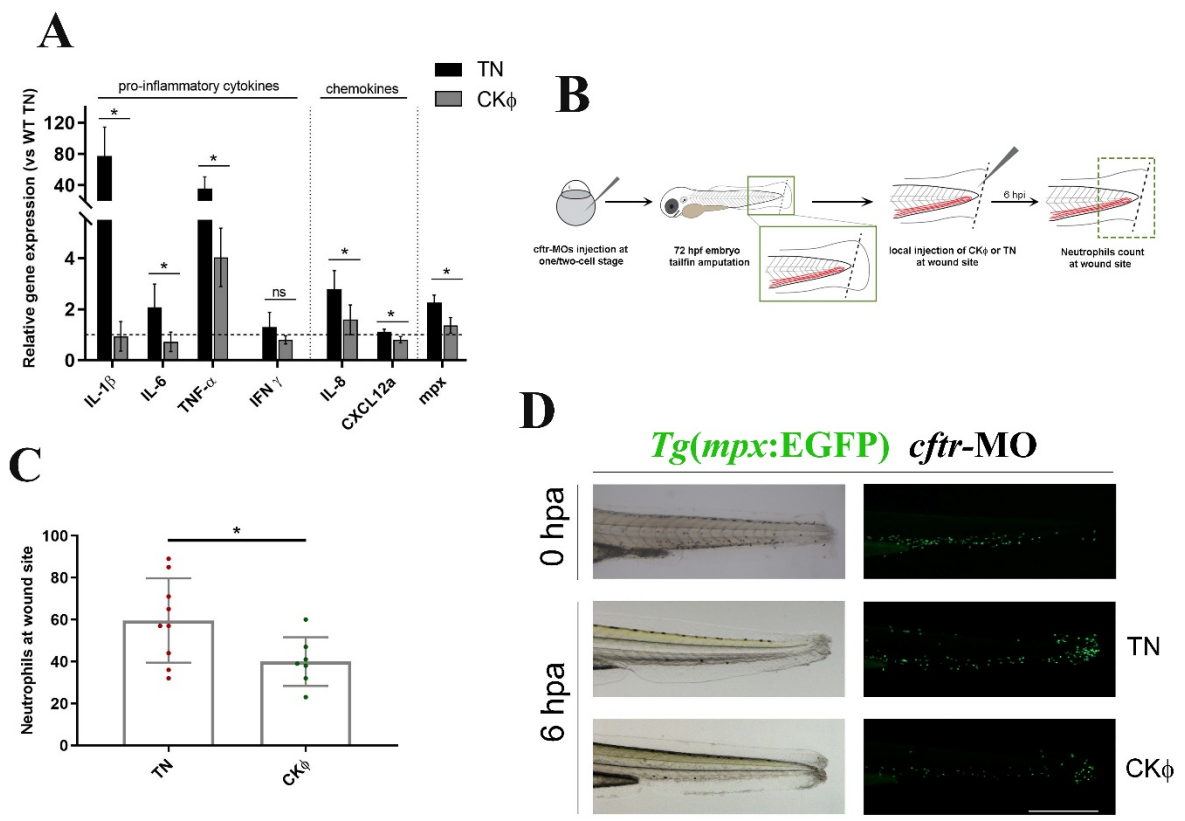 A
TN
CKϕ
pro-inflammatory cytokines
chemokines
Relative gene expression (vs WT TN)
120
80
40
4
2
0
*
*
*
ns
*
*
*
IL-1β
IL-6
TNF-α
IFN γ
IL-8
CXCL12a
mpx
B
6 hpi
cftr-MOs injection at
one/two-cell stage
72 hpf embryo
tailfin amputation
local injection of CKϕ or TN
at wound site
Neutrophils count
at wound site
C
Neutrophils at wound site
100
80
60
40
20
0
*
TN
CKϕ
D
Tg(mpx:EGFP) cftr-MO
0 hpa
6 hpa
TN
CKϕ